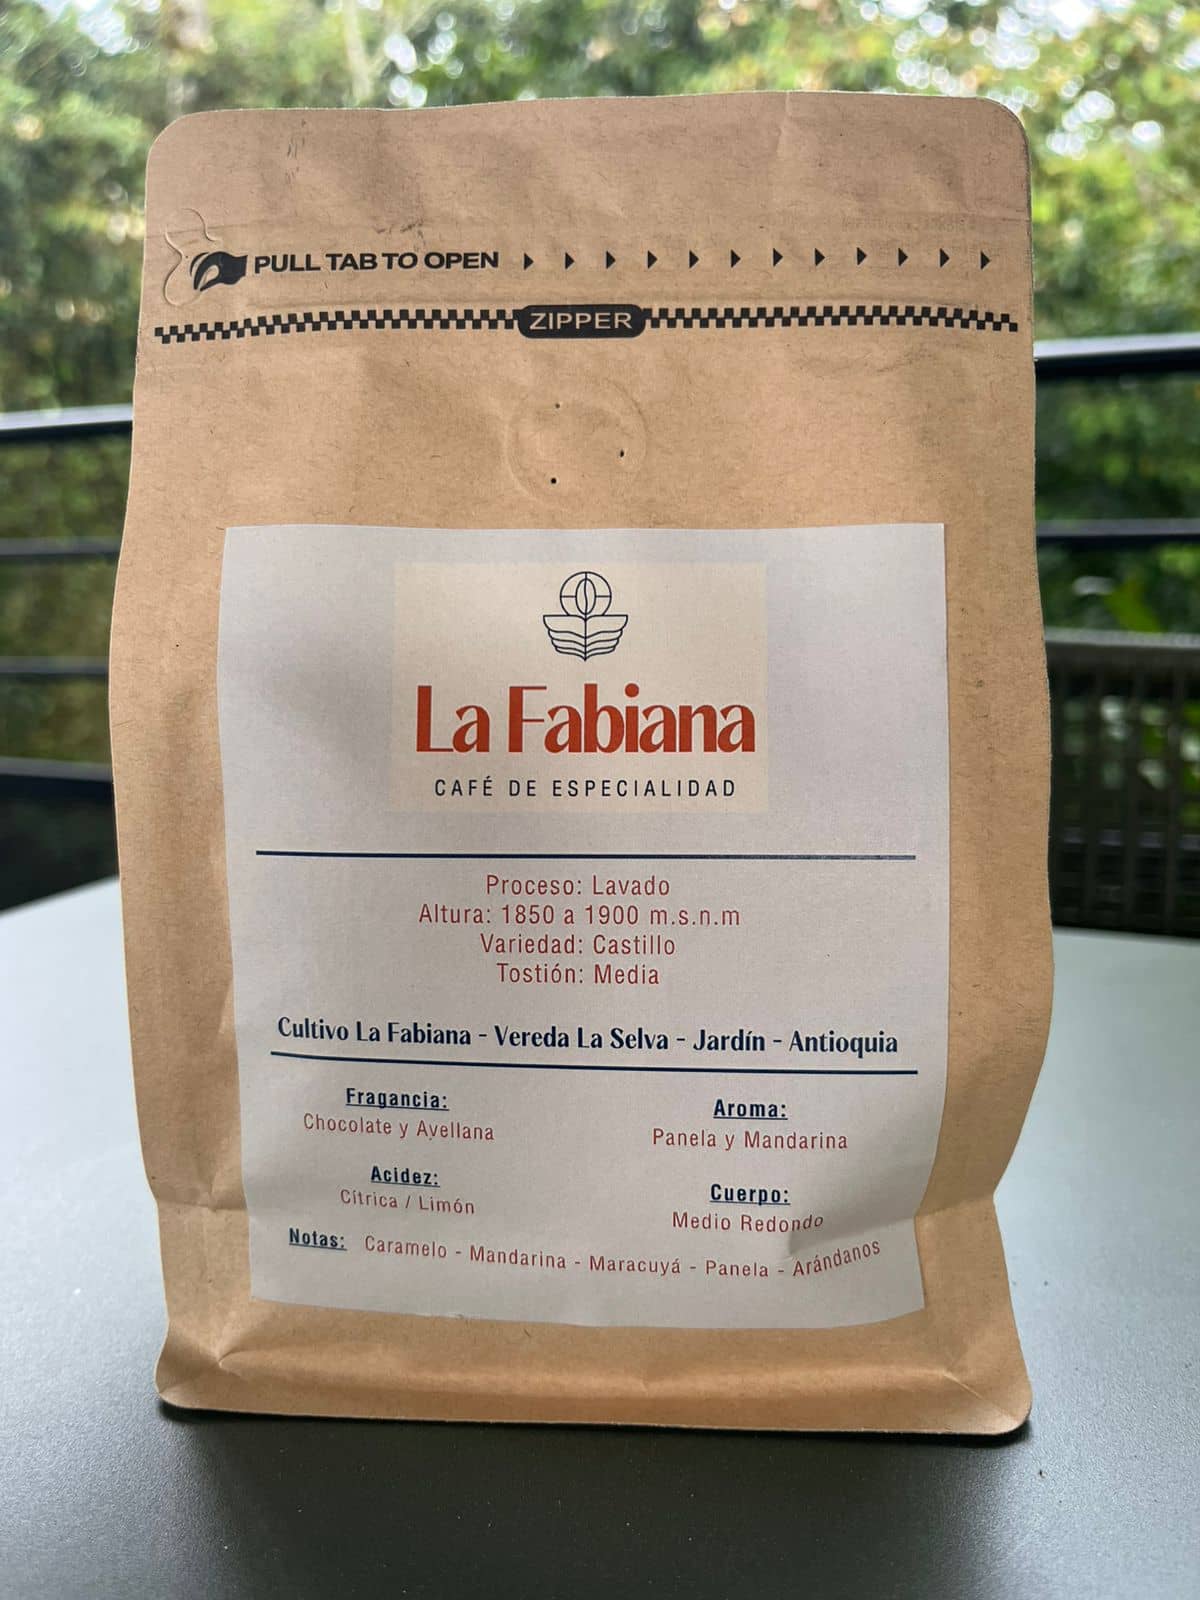 PULL TAB TO OPEN
ZIPPER
La Fabiana
CAFÉ DE ESPECIALIDAD
Proceso: Lavado
Altura: 1850 a 1900 m.s.n.m
Variedad: Castillo
Tostión: Media
Cultivo La Fabiana - Vereda La Selva - Jardín - Antioquia
Fragancia:
Chocolate y Avellana
Aroma:
Panela y Mandarina
Acidez:
Cítrica / Limón
Cuerpo:
Medio Redondo
Notas: Caramelo - Mandarina - Maracuyá - Panela - Arándanos